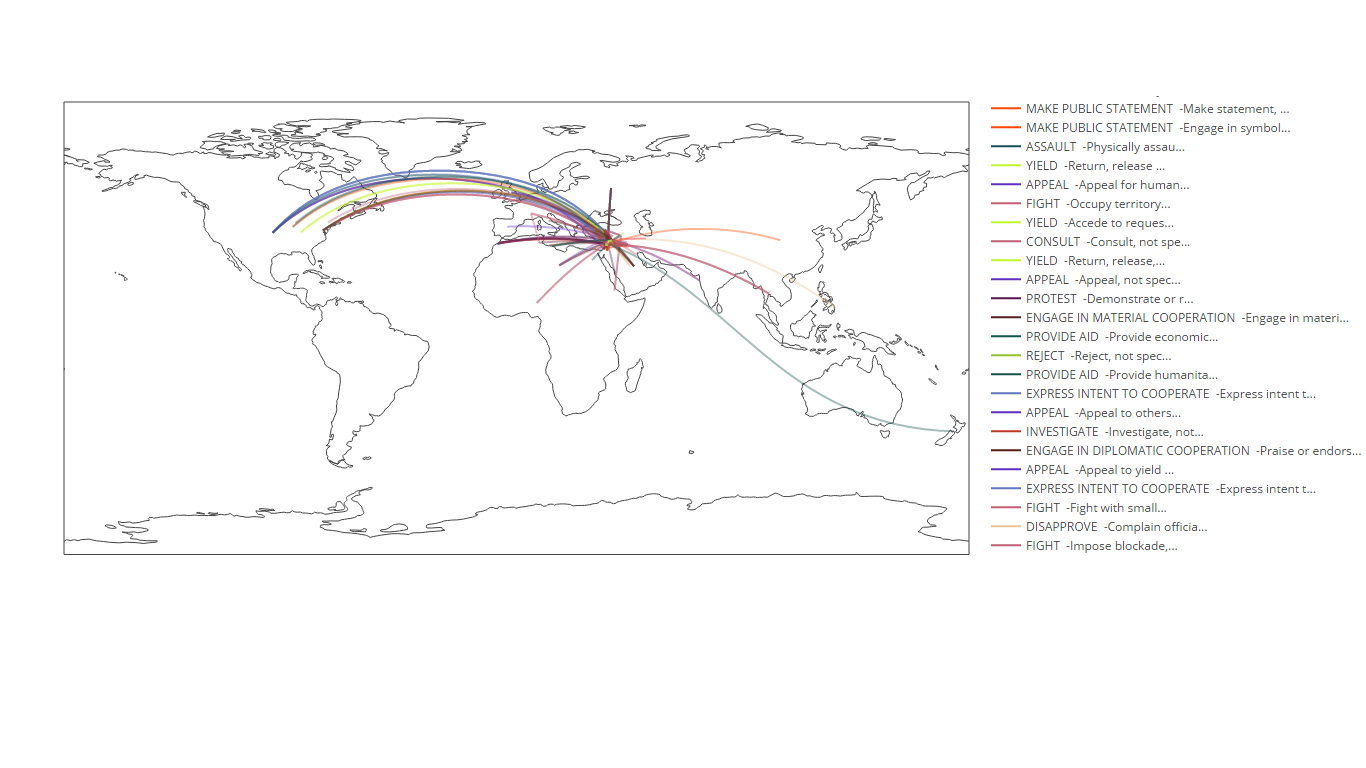 MAKE PUBLIC STATEMENT -Make statement, ...
MAKE PUBLIC STATEMENT -Engage in symbol...
ASSAULT -Physically assau...
YIELD -Return, release ...
APPEAL -Appeal for human...
FIGHT -Occupy territory...
YIELD -Accede to reques...
CONSULT -Consult, not spe...
YIELD -Return, release,...
APPEAL -Appeal, not spec...
PROTEST -Demonstrate or r...
ENGAGE IN MATERIAL COOPERATION -Engage in materi...
PROVIDE AID -Provide economic...
REJECT -Reject, not spec...
PROVIDE AID -Provide humanita...
EXPRESS INTENT TO COOPERATE -Express intent t...
APPEAL -Appeal to others...
INVESTIGATE -Investigate, not...
ENGAGE IN DIPLOMATIC COOPERATION -Praise or endors...
APPEAL -Appeal to yield ...
EXPRESS INTENT TO COOPERATE -Express intent t...
FIGHT -Fight with small...
DISAPPROVE -Complain officia...
FIGHT -Impose blockade,...